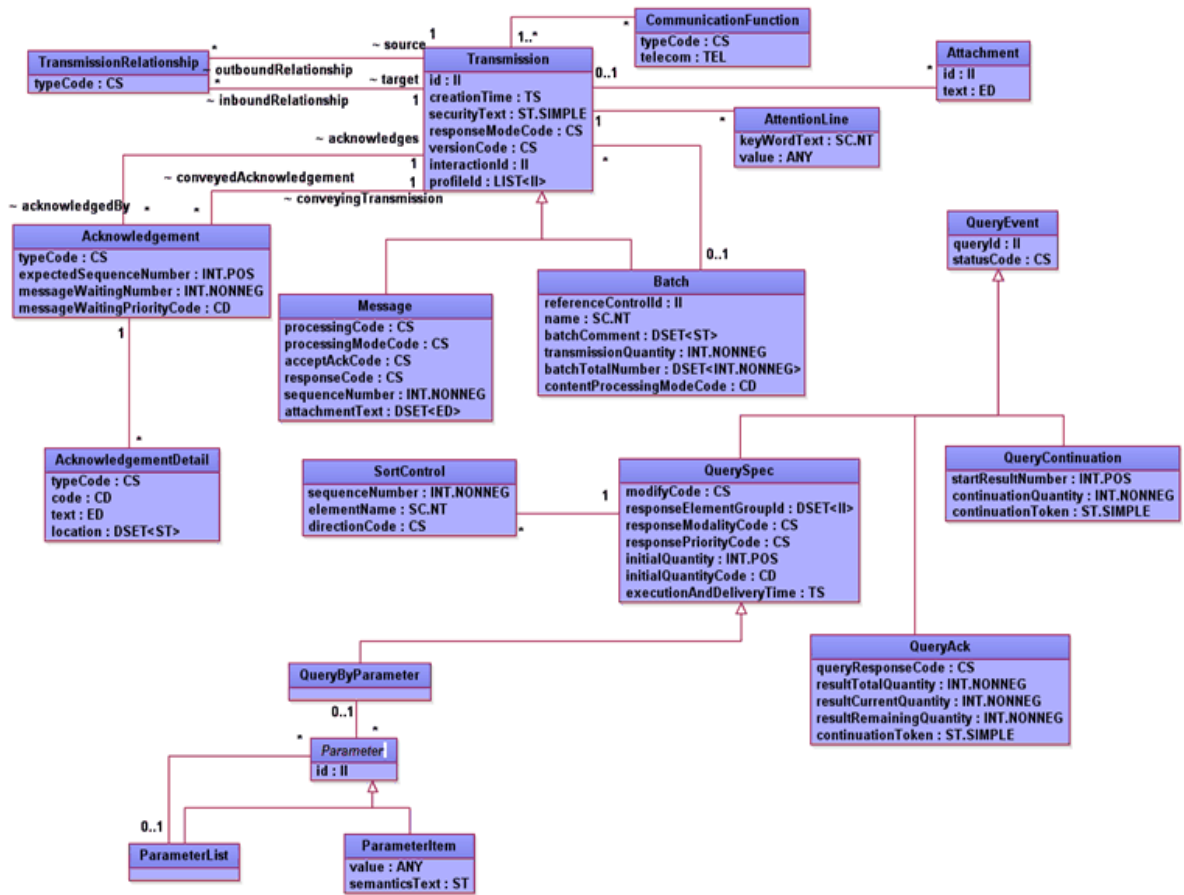 CommunicationFunction
typeCode : CS
telecom : TEL
*
1..*
1
~ source
*
TransmissionRelationship
typeCode : CS
~ outboundRelationship
*
~ target
~ inboundRelationship
1
Transmission
id : II
creationTime : TS
securityText : ST.SIMPLE
responseModeCode : CS
versionCode : CS
interactionId : II
profileId : LIST<II>
0..1
*
Attachment
id : II
text : ED
1
*
AttentionLine
keyWordText : SC.NT
value : ANY
~ acknowledges
1
~ conveyedAcknowledgement
1
~ conveyingTransmission
~ acknowledgedBy
*
*
*
0..1
Acknowledgement
typeCode : CS
expectedSequenceNumber : INT.POS
messageWaitingNumber : INT.NONNEG
messageWaitingPriorityCode : CD
1
*
Message
processingCode : CS
processingModeCode : CS
acceptAckCode : CS
responseCode : CS
sequenceNumber : INT.NONNEG
attachmentText : DSET<ED>
Batch
referenceControlId : II
name : SC.NT
batchComment : DSET<ST>
transmissionQuantity : INT.NONNEG
batchTotalNumber : DSET<INT.NONNEG>
contentProcessingModeCode : CD
QueryEvent
queryId : II
statusCode : CS
AcknowledgementDetail
typeCode : CS
code : CD
text : ED
location : DSET<ST>
SortControl
sequenceNumber : INT.NONNEG
elementName : SC.NT
directionCode : CS
1
*
QuerySpec
modifyCode : CS
responseElementGroupId : DSET<II>
responseModalityCode : CS
responsePriorityCode : CS
initialQuantity : INT.POS
initialQuantityCode : CD
executionAndDeliveryTime : TS
QueryContinuation
startResultNumber : INT.POS
continuationQuantity : INT.NONNEG
continuationToken : ST.SIMPLE
QueryAck
queryResponseCode : CS
resultTotalQuantity : INT.NONNEG
resultCurrentQuantity : INT.NONNEG
resultRemainingQuantity : INT.NONNEG
continuationToken : ST.SIMPLE
QueryByParameter
0..1
*
*
Parameter
id : II
0..1
ParameterList
ParameterItem
value : ANY
semanticsText : ST